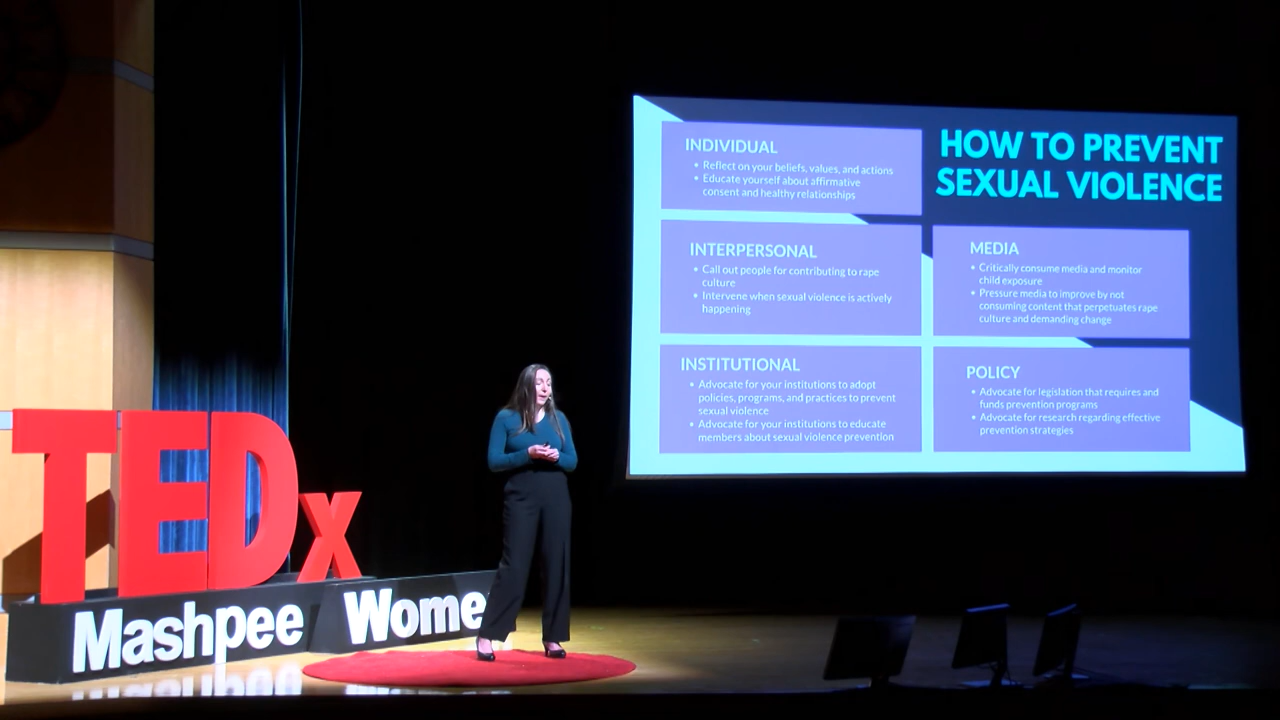 HOW TO PREVENT
SEXUAL VIOLENCE
INDIVIDUAL
• Reflect on your beliefs, values, and actions
• Educate yourself about affirmative
consent and healthy relationships
INTERPERSONAL
• Call out people for contributing to rape
culture
• Intervene when sexual violence is actively
happening
INSTITUTIONAL
• Advocate for your institutions to adopt
policies, programs, and practices to prevent
sexual violence
• Advocate for your institutions to educate
members about sexual violence prevention
MEDIA
• Critically consume media and monitor
child exposure
• Pressure media to improve by not
consuming content that perpetuates rape
culture and demanding change
POLICY
• Advocate for legislation that requires and
funds prevention programs
• Advocate for research regarding effective
prevention strategies
TEDx
Mashpee Wome